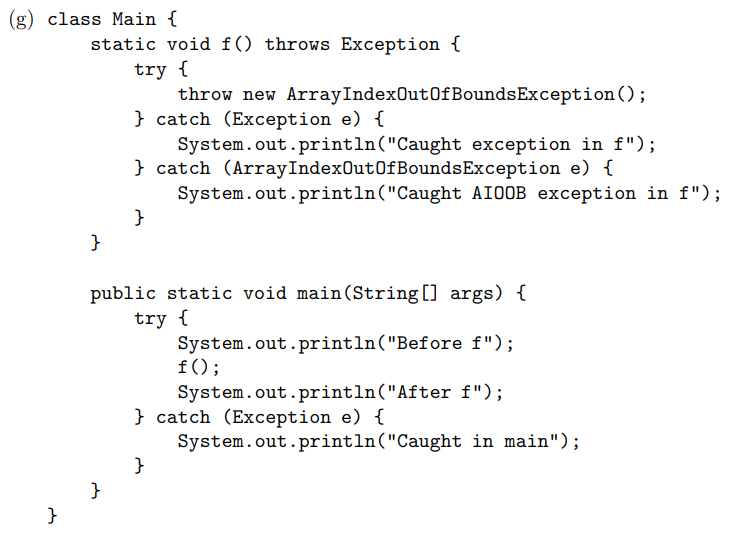 (g) class Main {
static void f() throws Exception {
try {
throw new ArrayIndexOutOfBoundsException();
} catch (Exception e) {
System.out.println("Caught exception in f");
} catch (ArrayIndexOutOfBoundsException e) {
System.out.println("Caught AIOOB exception in f");
}
}
public static void main(String[] args) {
try {
System.out.println("Before f");
f();
System.out.println("After f");
} catch (Exception e) {
System.out.println("Caught in main");
}
}
}